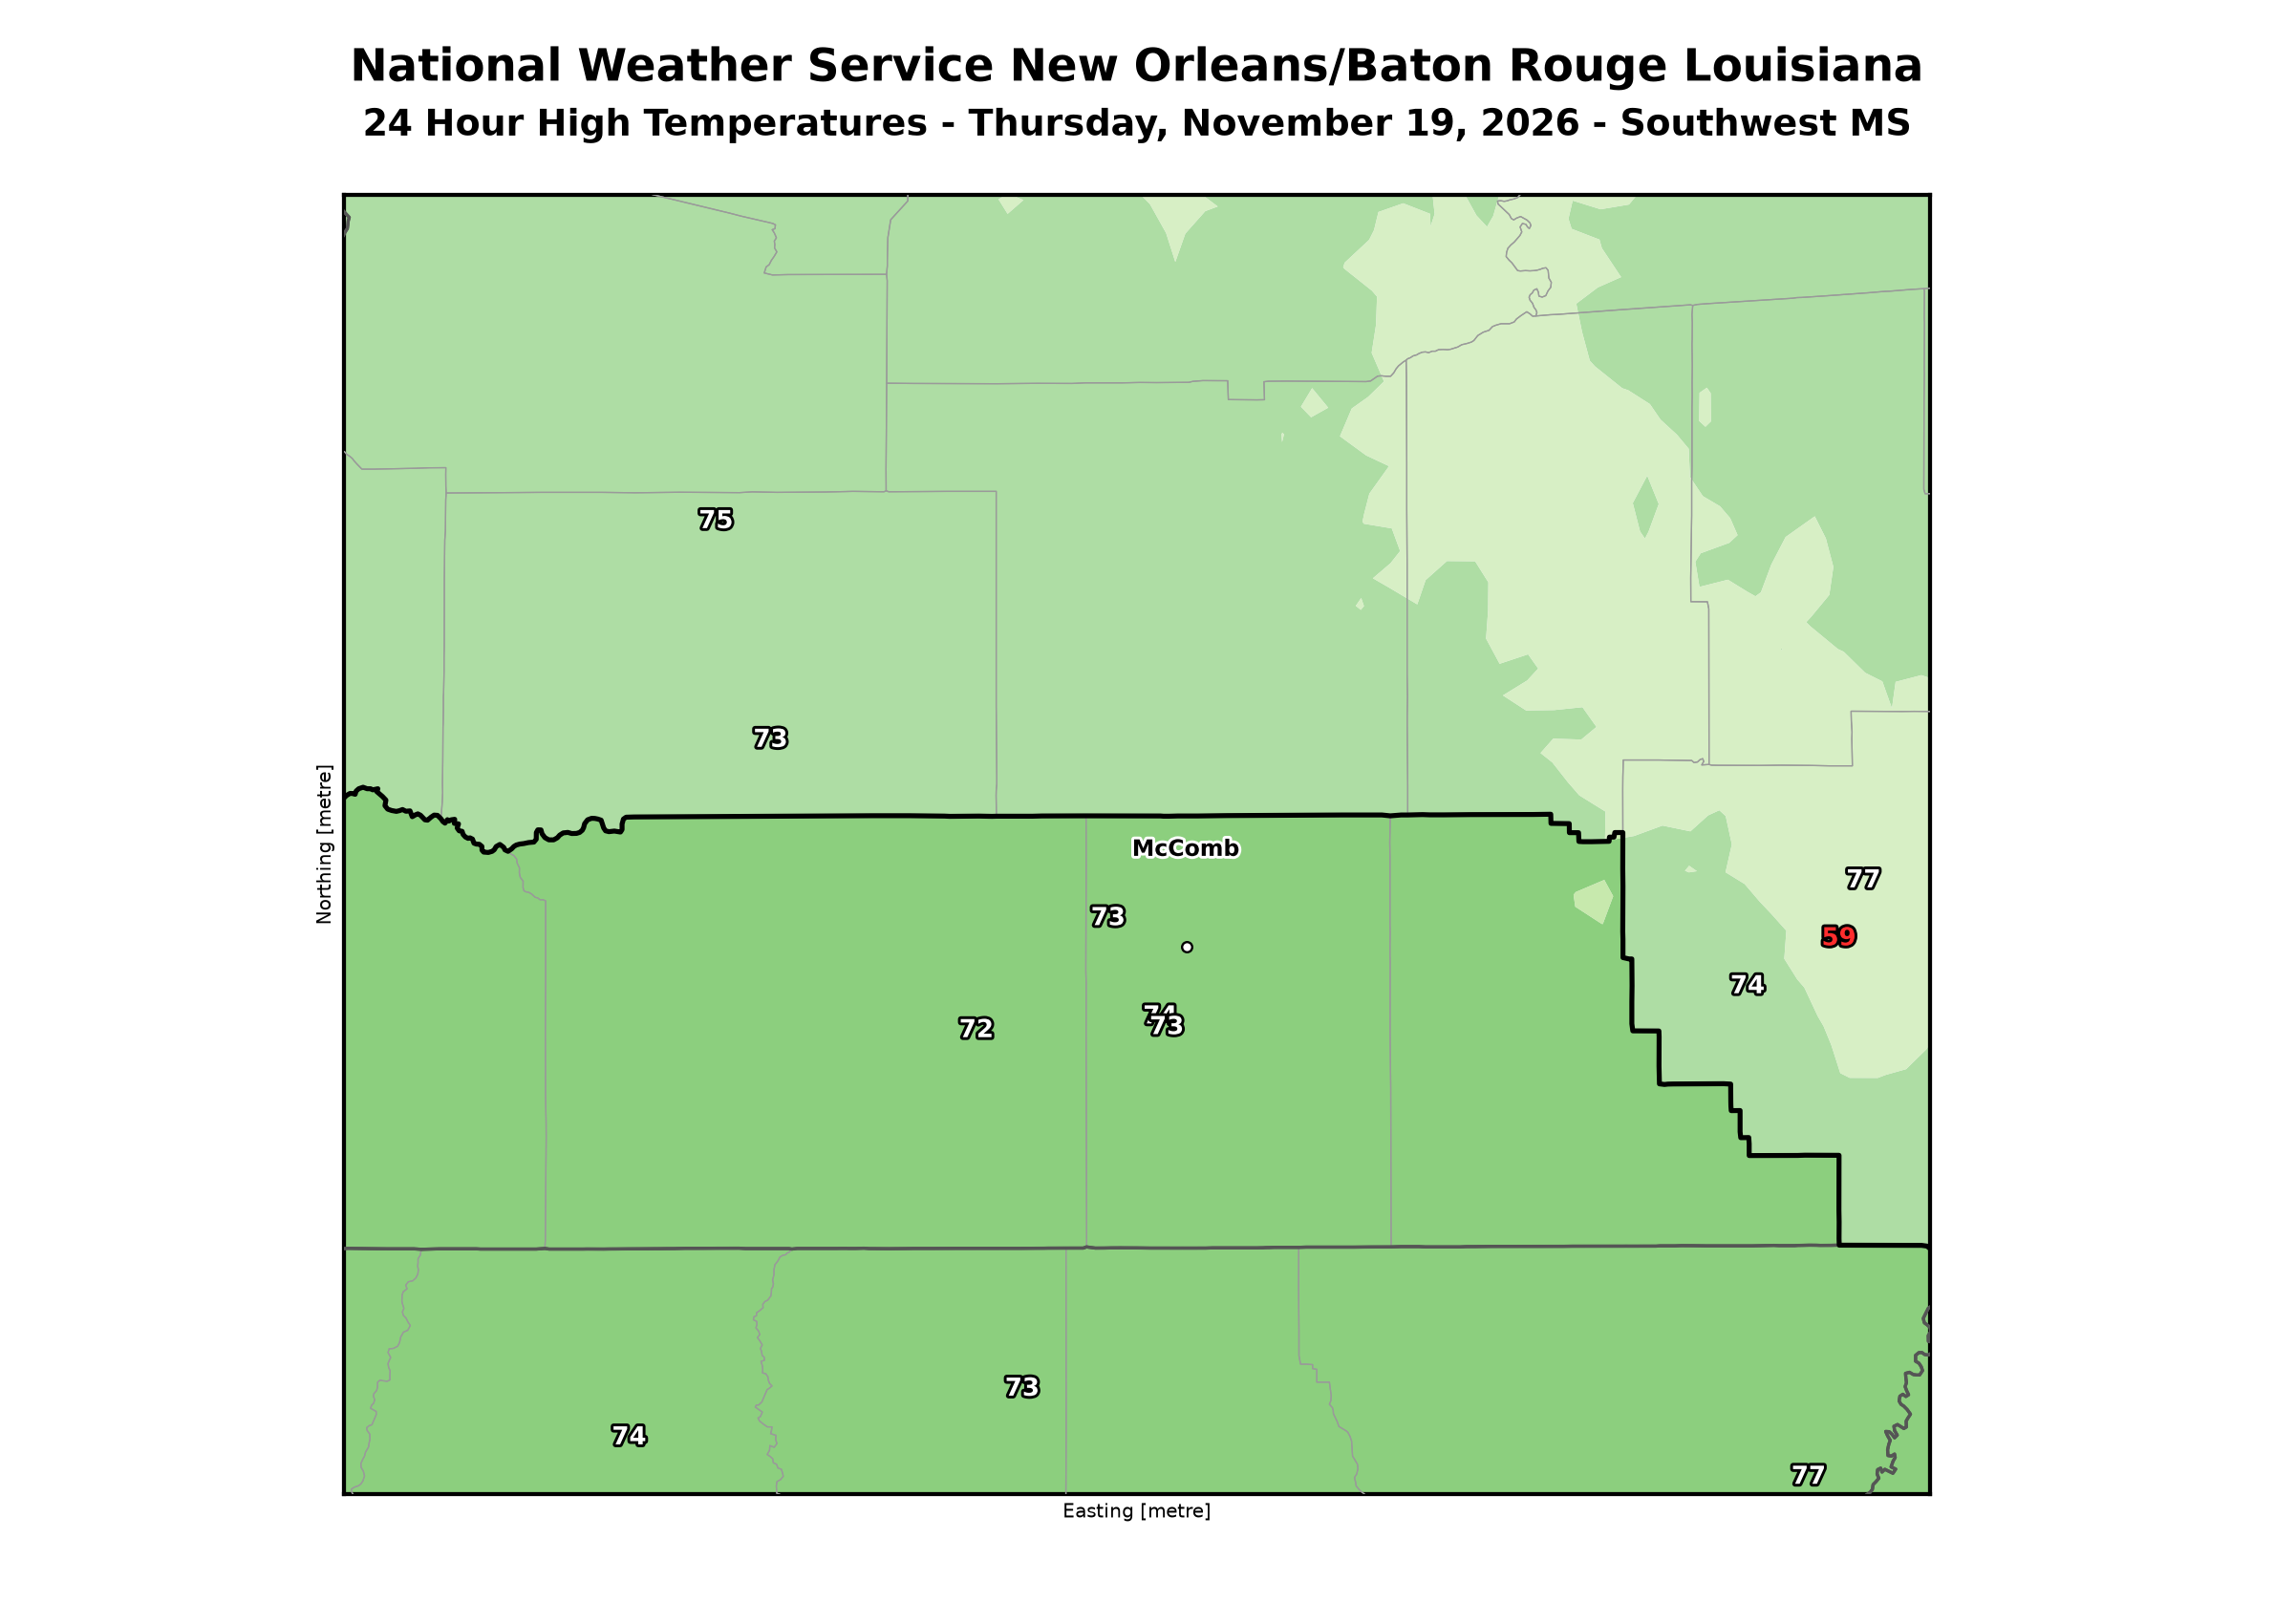 National Weather Service New Orleans/Baton Rouge Louisiana
24 Hour High Temperatures - Thursday, November 19, 2026 - Southwest MS
75
73
McComb
77
73
59
74
74
73
72
73
74
77
Northing [metre]
Easting [metre]